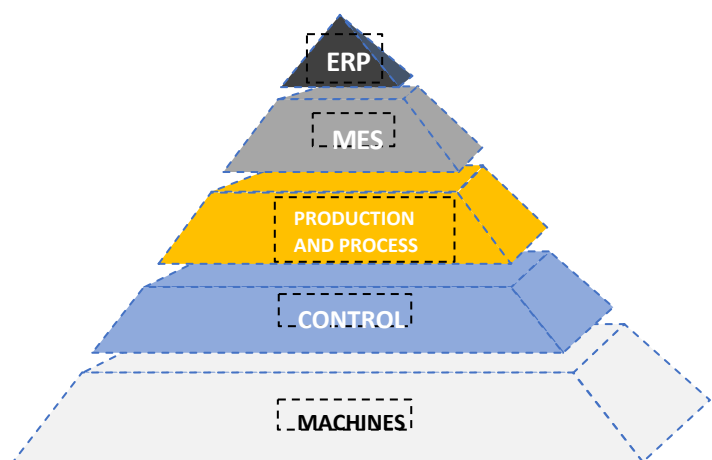 ERP
MES
PRODUCTION
AND PROCESS
CONTROL
MACHINES